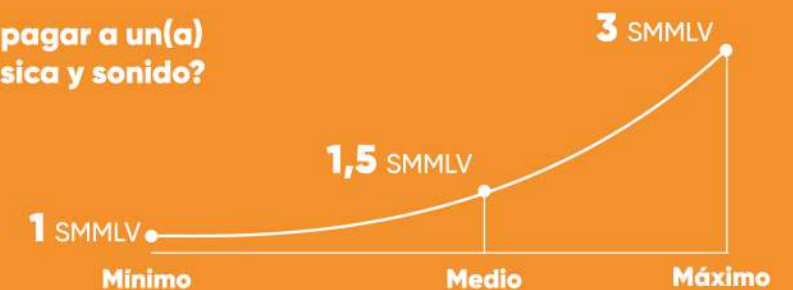 pagar a un(a)
sica y sonido?
3 SMMLV
1,5 SMMLV
1 SMMLV
Mínimo Medio Máximo